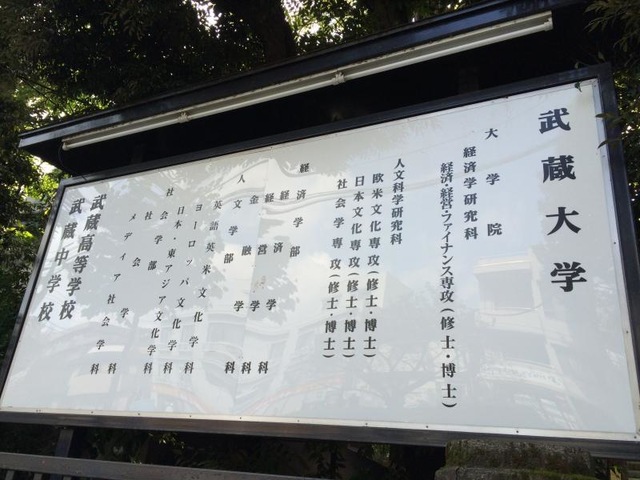 武蔵大学
大学院
経済学研究科
経済・経営・ファイナンス専攻(修士・博士)
人文科学研究科
欧米文化専攻(修士・博士)
日本文化専攻(修士・博士)
社会学専攻(修士・博士)
経済学部
経済学科
経営学科
金融学科
人文学部
英語英米文化学科
ヨーロッパ文化学科
日本・東アジア文化学科
社会学部
社会学科
メディア社会学科
武蔵高等学校
武蔵中学校